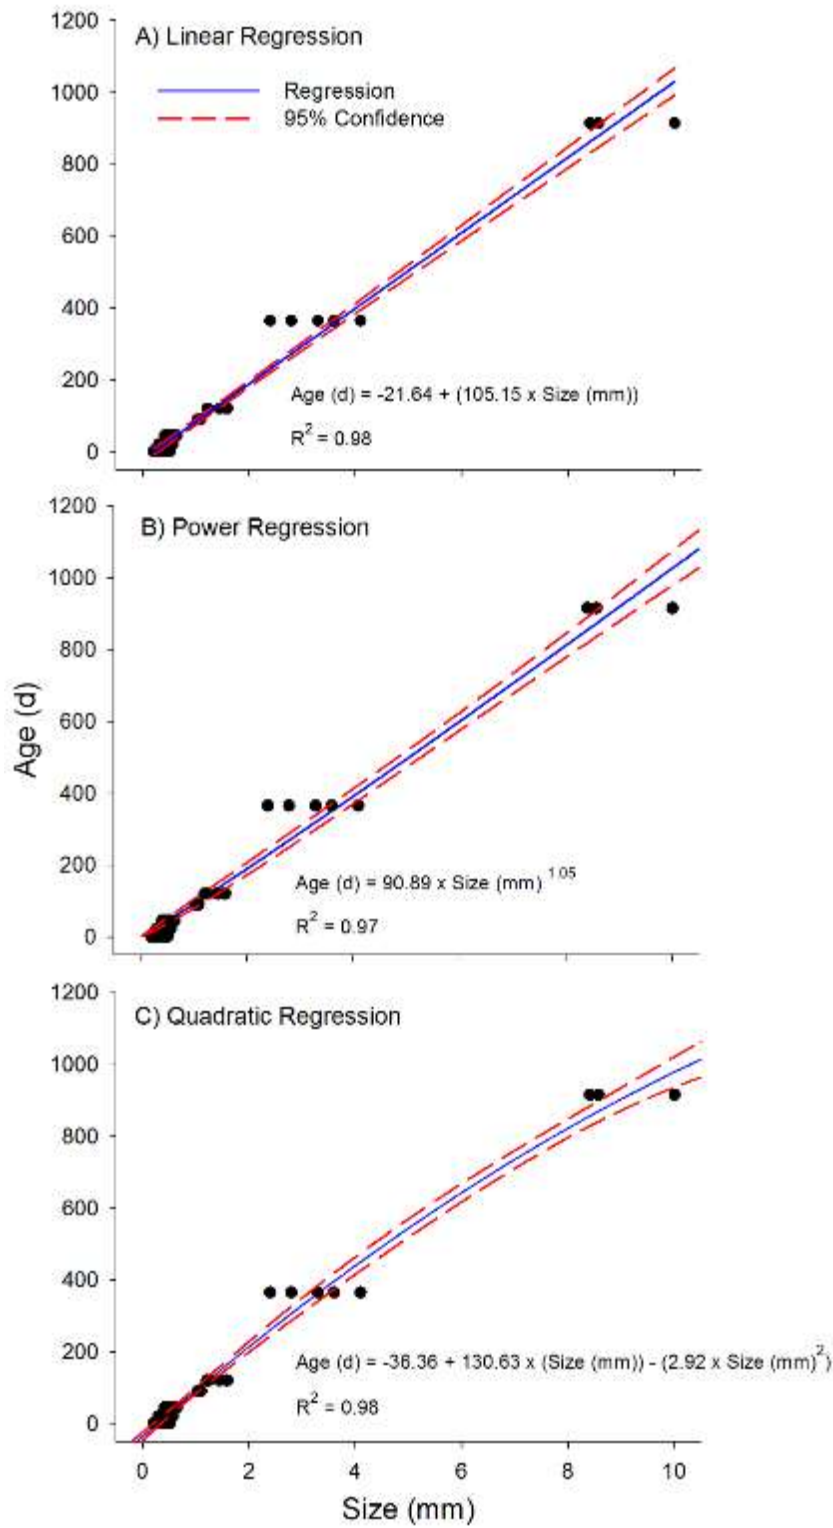 A) Linear Regression
Regression
95% Confidence
1200
1000
800
600
400
200
0
Age (d) = -21.64 + (105.15 x Size (mm))
R² = 0.98
B) Power Regression
1200
1000
800
600
400
200
0
Age (d) = 90.89 x Size (mm) ^1.05
R² = 0.97
Age (d)
C) Quadratic Regression
1200
1000
800
600
400
200
0
Age (d) = -36.36 + 130.63 x (Size (mm)) - (2.92 x Size (mm)²)
R² = 0.98
0 2 4 6 8 10
Size (mm)